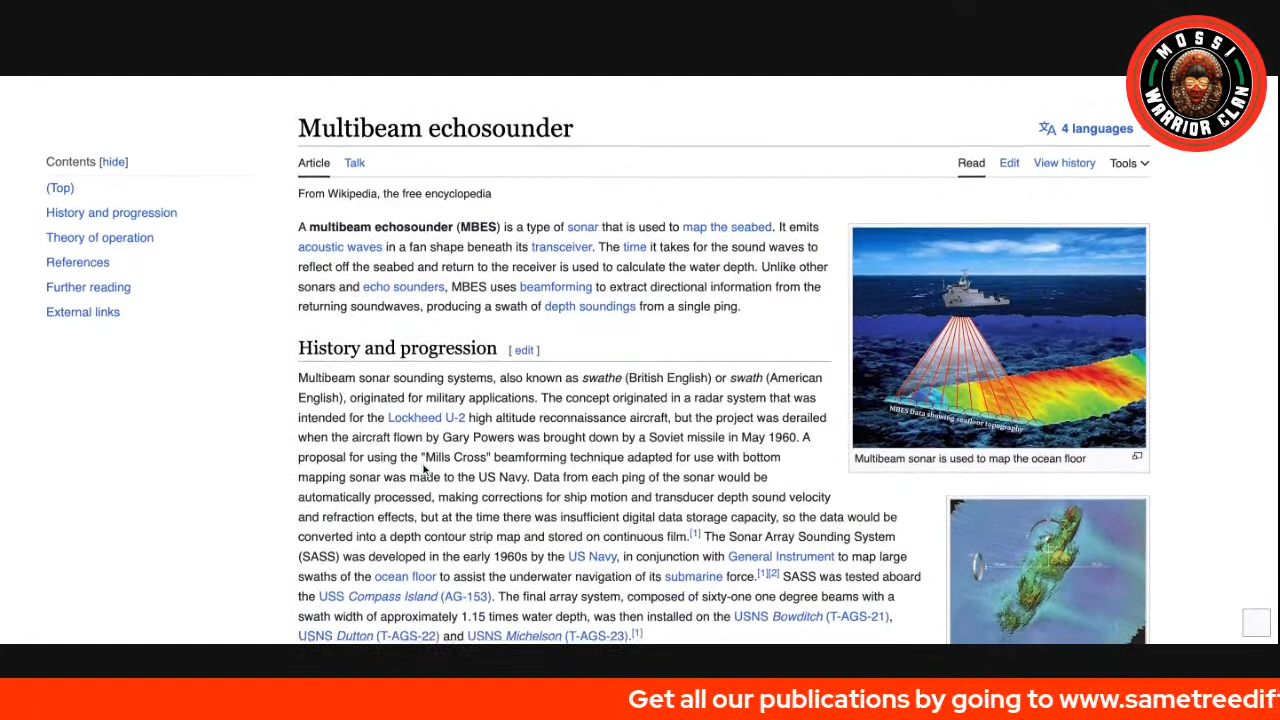 MOSSI
WARRIOR CLAN
Multibeam echosounder
4 languages
Contents [hide]
(Top)
History and progression
Theory of operation
References
Further reading
External links
Article
Talk
Read
Edit
View history
Tools
From Wikipedia, the free encyclopedia
A multibeam echosounder (MBES) is a type of sonar that is used to map the seabed. It emits
acoustic waves in a fan shape beneath its transceiver. The time it takes for the sound waves to
reflect off the seabed and return to the receiver is used to calculate the water depth. Unlike other
sonars and echo sounders, MBES uses beamforming to extract directional information from the
returning soundwaves, producing a swath of depth soundings from a single ping.
MBES Data showing seafloor topography
Multibeam sonar is used to map the ocean floor
History and progression [ edit ]
Multibeam sonar sounding systems, also known as swathe (British English) or swath (American
English), originated for military applications. The concept originated in a radar system that was
intended for the Lockheed U-2 high altitude reconnaissance aircraft, but the project was derailed
when the aircraft flown by Gary Powers was brought down by a Soviet missile in May 1960. A
proposal for using the "Mills Cross" beamforming technique adapted for use with bottom
mapping sonar was made to the US Navy. Data from each ping of the sonar would be
automatically processed, making corrections for ship motion and transducer depth sound velocity
and refraction effects, but at the time there was insufficient digital data storage capacity, so the data would be
converted into a depth contour strip map and stored on continuous film.[1] The Sonar Array Sounding System
(SASS) was developed in the early 1960s by the US Navy, in conjunction with General Instrument to map large
swaths of the ocean floor to assist the underwater navigation of its submarine force.[1][2] SASS was tested aboard
the USS Compass Island (AG-153). The final array system, composed of sixty-one one degree beams with a
swath width of approximately 1.15 times water depth, was then installed on the USNS Bowditch (T-AGS-21),
USNS Dutton (T-AGS-22) and USNS Michelson (T-AGS-23).[1]
Get all our publications by going to www.sametreedif